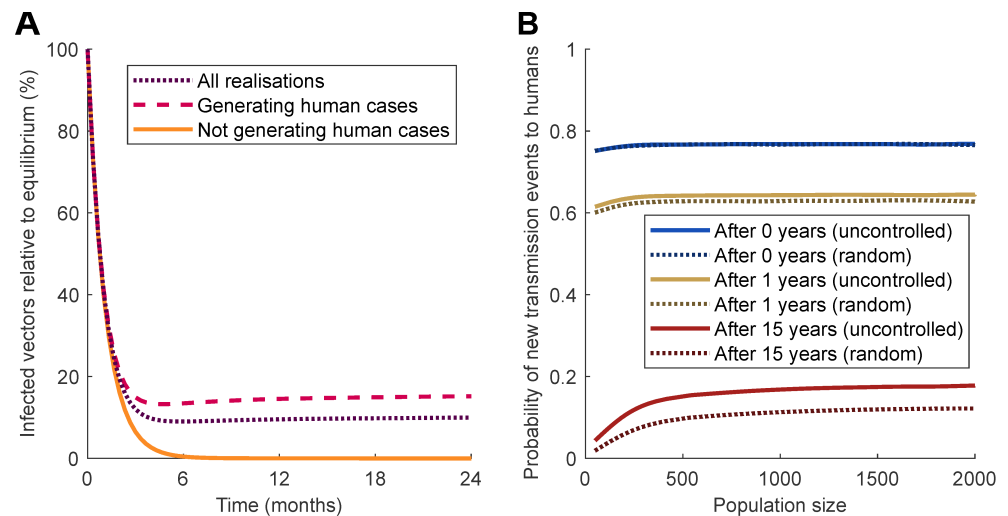 A
Infected vectors relative to equilibrium (%)
100
80
60
40
20
0
All realisations
Generating human cases
Not generating human cases
0 6 12 18 24
Time (months)
B
Probability of new transmission events to humans
1
0.8
0.6
0.4
0.2
0
After 0 years (uncontrolled)
After 0 years (random)
After 1 years (uncontrolled)
After 1 years (random)
After 15 years (uncontrolled)
After 15 years (random)
0 500 1000 1500 2000
Population size